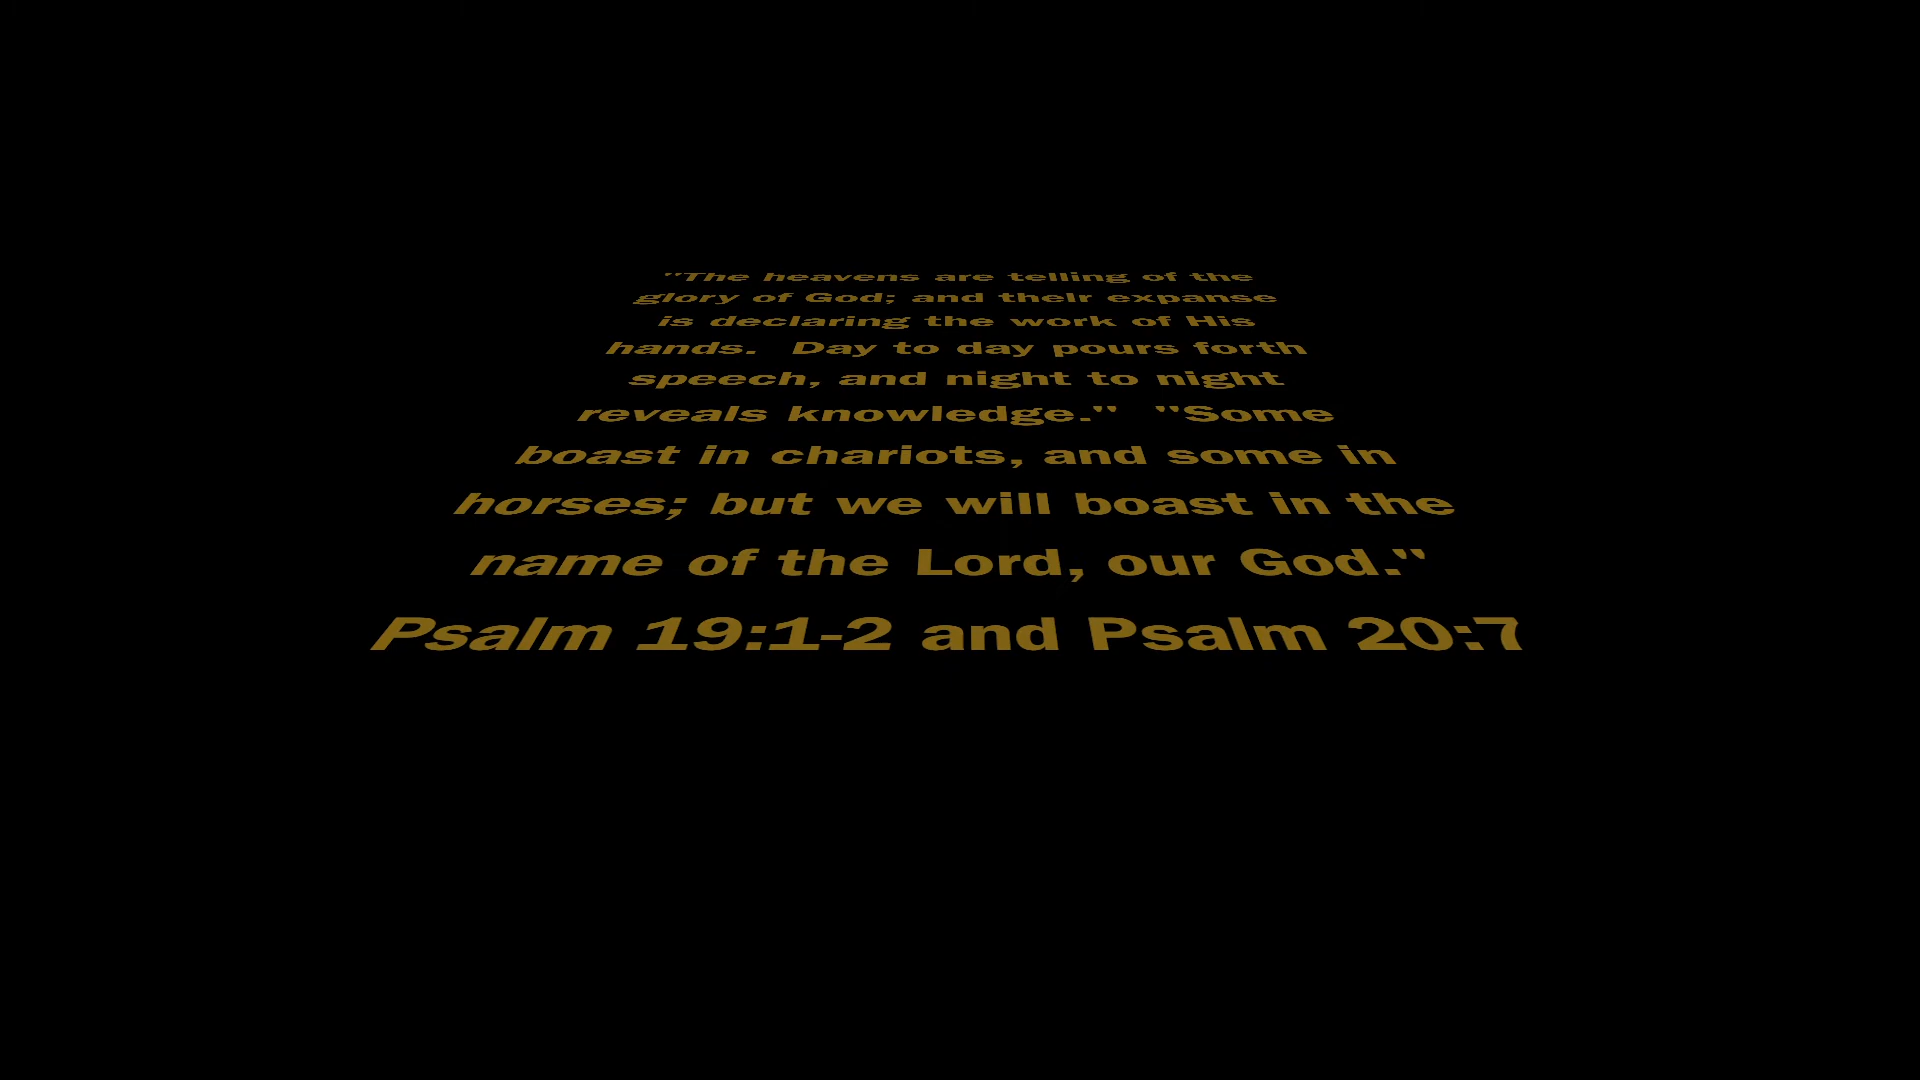 "The heavens are telling of the
glory of God; and their expanse
is declaring the work of His
hands.  Day to day pours forth
speech, and night to night
reveals knowledge."  "Some
boast in chariots, and some in
horses; but we will boast in the
name of the Lord, our God."
Psalm 19:1-2 and Psalm 20:7